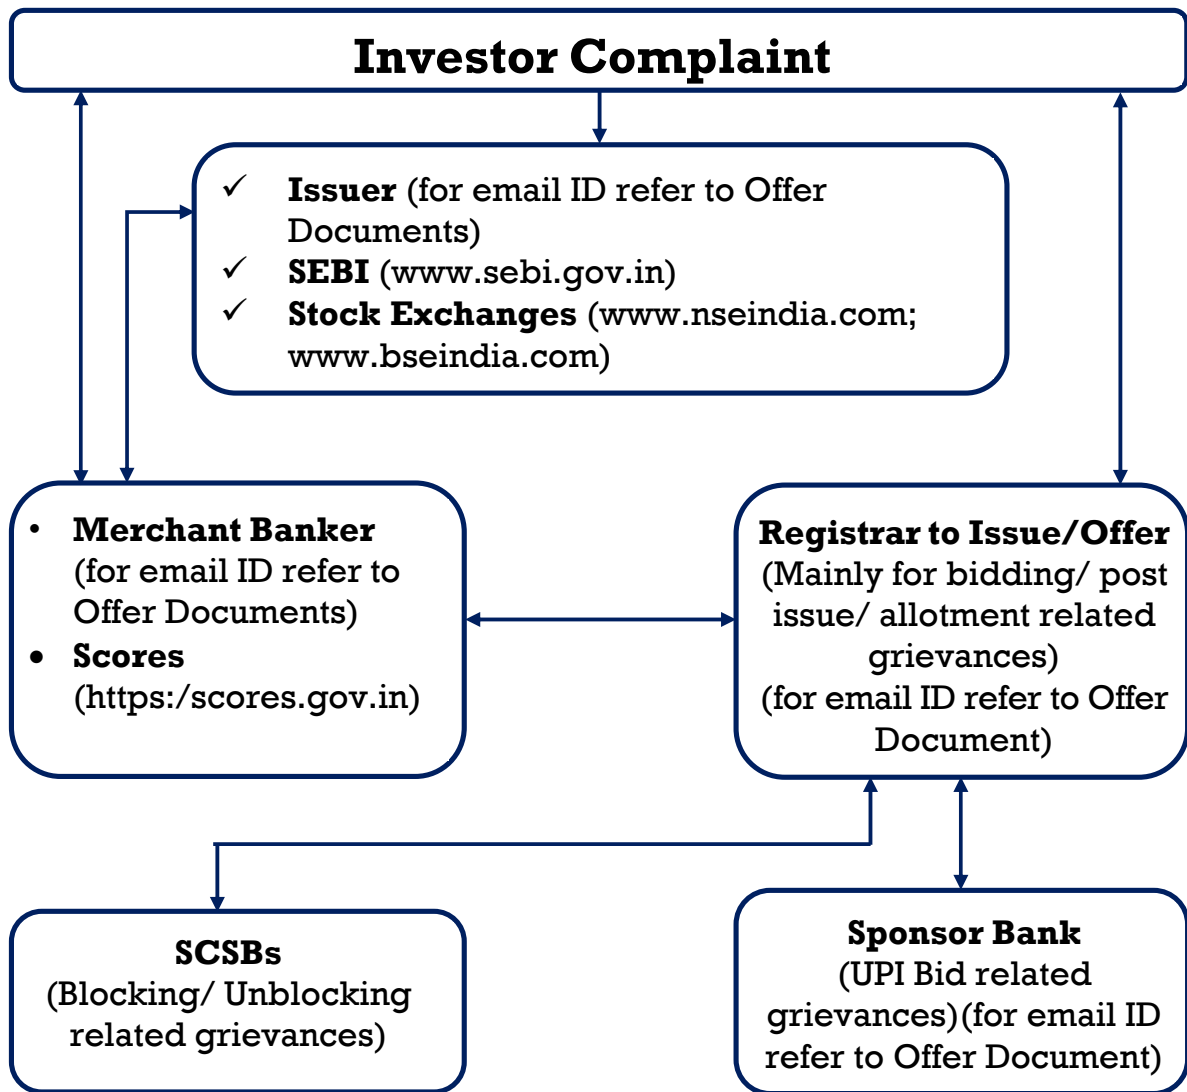 Investor Complaint
✓ Issuer (for email ID refer to Offer
Documents)
✓ SEBI (www.sebi.gov.in)
✓ Stock Exchanges (www.nseindia.com;
www.bseindia.com)
• Merchant Banker
(for email ID refer to
Offer Documents)
• Scores
(https:/scores.gov.in)
Registrar to Issue/Offer
(Mainly for bidding/ post
issue/ allotment related
grievances)
(for email ID refer to Offer
Document)
SCSBs
(Blocking/ Unblocking
related grievances)
Sponsor Bank
(UPI Bid related
grievances)(for email ID
refer to Offer Document)